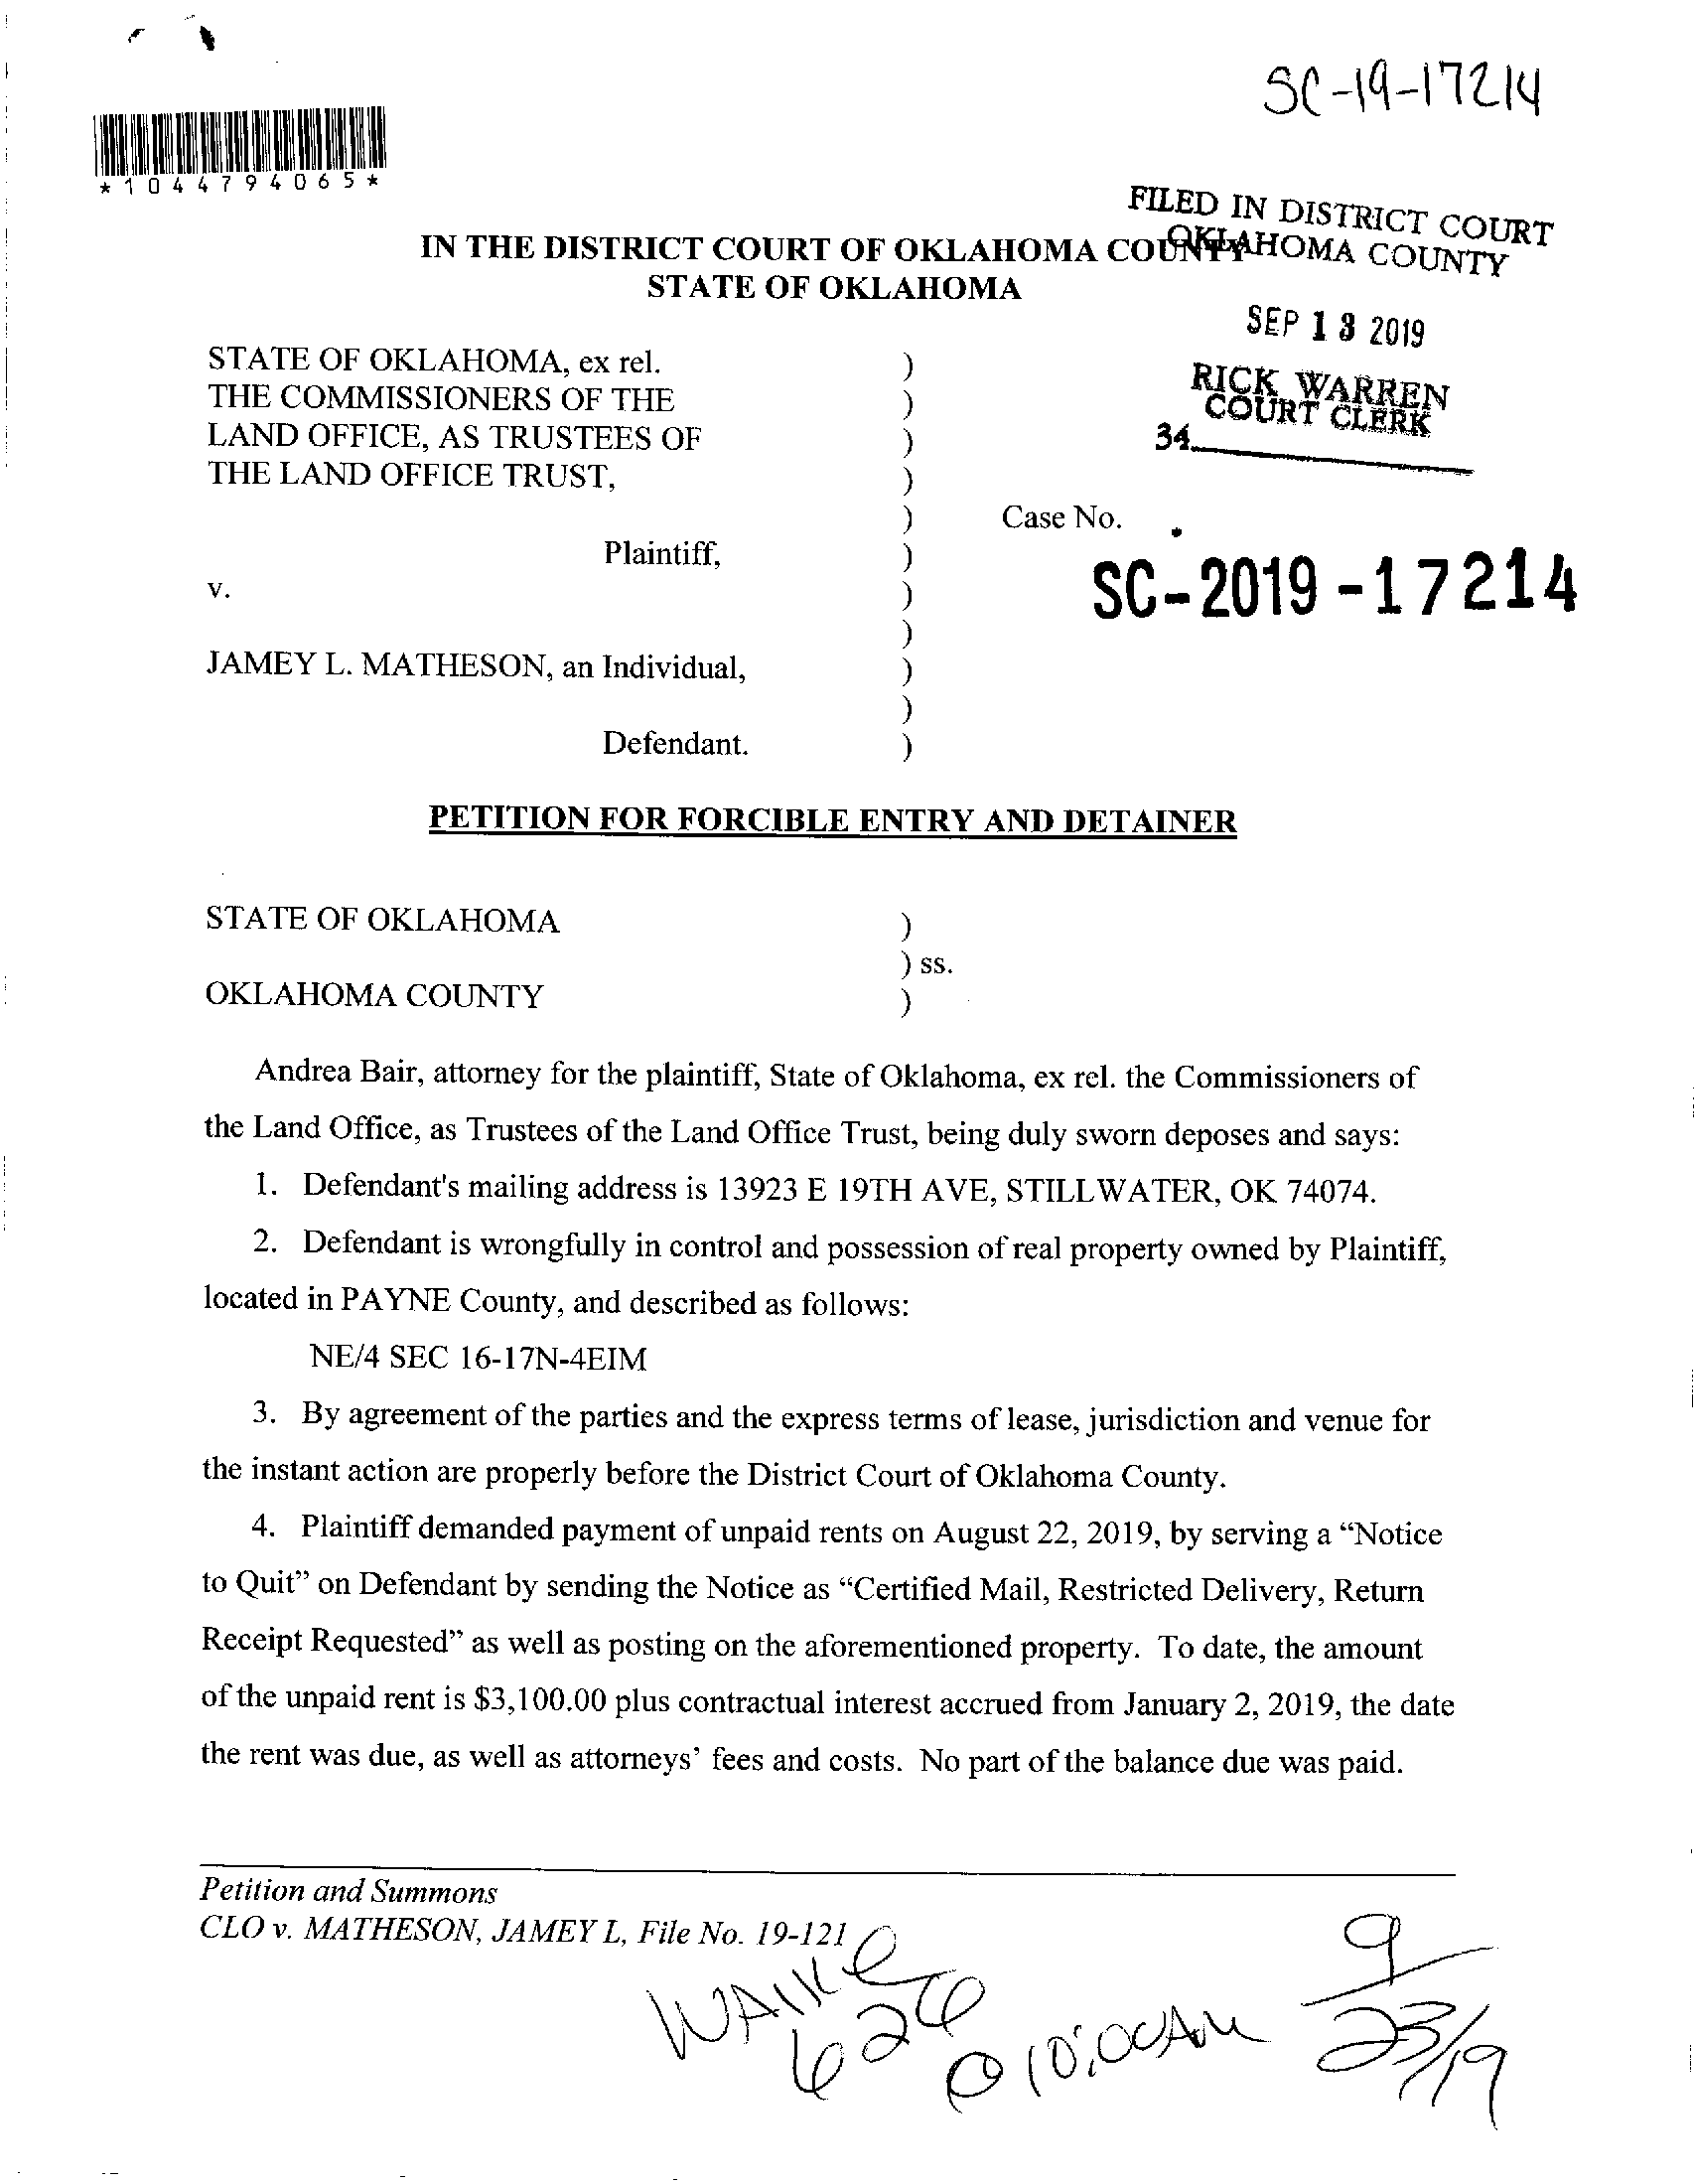 SC-19-17214
*1044794065*
FILED IN DISTRICT COURT
OKLAHOMA COUNTY
IN THE DISTRICT COURT OF OKLAHOMA COUNTY
STATE OF OKLAHOMA
SEP 13 2019
RICK WARREN
COURT CLERK
34
STATE OF OKLAHOMA, ex rel. )
THE COMMISSIONERS OF THE )
LAND OFFICE, AS TRUSTEES OF )
THE LAND OFFICE TRUST, )
) Case No.
Plaintiff, )
SC-2019-17214
v. )
)
JAMEY L. MATHESON, an Individual, )
)
Defendant. )
PETITION FOR FORCIBLE ENTRY AND DETAINER
STATE OF OKLAHOMA )
) ss.
OKLAHOMA COUNTY )
Andrea Bair, attorney for the plaintiff, State of Oklahoma, ex rel. the Commissioners of
the Land Office, as Trustees of the Land Office Trust, being duly sworn deposes and says:
1. Defendant's mailing address is 13923 E 19TH AVE, STILLWATER, OK 74074.
2. Defendant is wrongfully in control and possession of real property owned by Plaintiff,
located in PAYNE County, and described as follows:
NE/4 SEC 16-17N-4EIM
3. By agreement of the parties and the express terms of lease, jurisdiction and venue for
the instant action are properly before the District Court of Oklahoma County.
4. Plaintiff demanded payment of unpaid rents on August 22, 2019, by serving a “Notice
to Quit” on Defendant by sending the Notice as “Certified Mail, Restricted Delivery, Return
Receipt Requested” as well as posting on the aforementioned property. To date, the amount
of the unpaid rent is $3,100.00 plus contractual interest accrued from January 2, 2019, the date
the rent was due, as well as attorneys’ fees and costs. No part of the balance due was paid.
Petition and Summons
CLO v. MATHESON, JAMEY L, File No. 19-121
626
@ 10:00AM
9/23/19